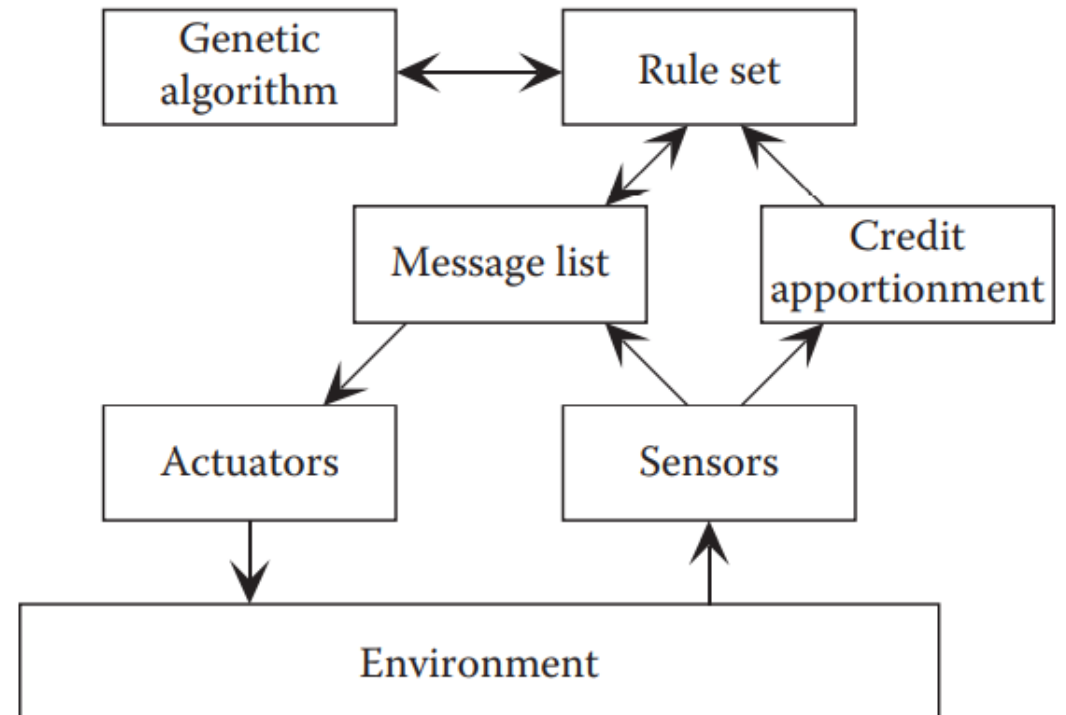 Genetic
algorithm
Rule set
Message list
Credit
apportionment
Actuators
Sensors
Environment